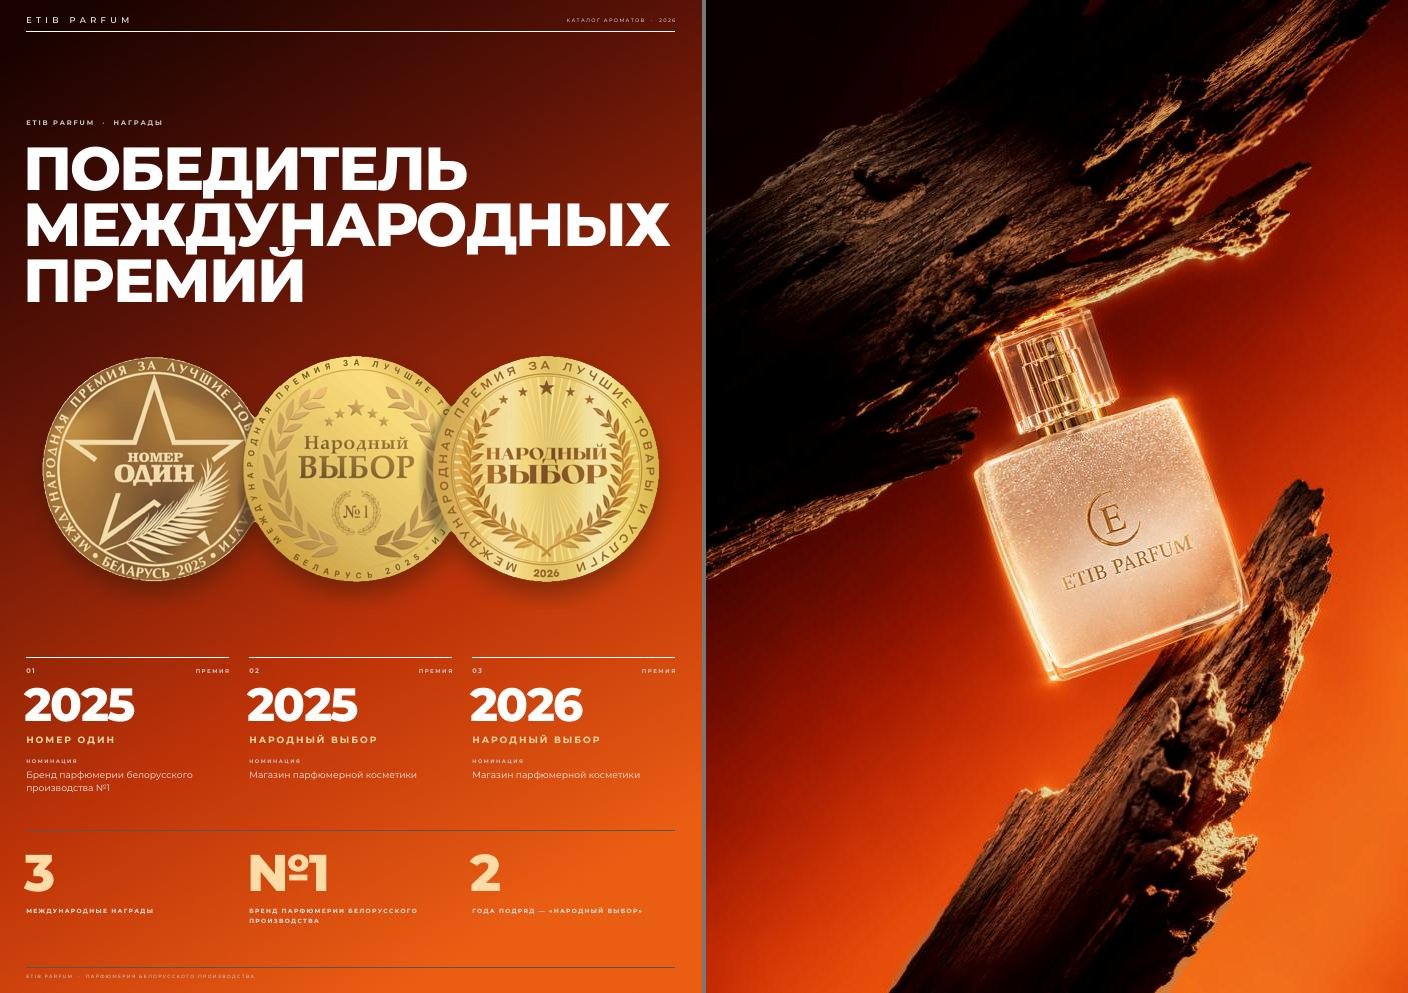 ETIB PARFUM
КАТАЛОГ АРОМАТОВ · 2026
ETIB PARFUM · НАГРАДЫ
ПОБЕДИТЕЛЬ
МЕЖДУНАРОДНЫХ
ПРЕМИЙ
МЕЖДУНАРОДНАЯ ПРЕМИЯ ЗА ЛУЧШИЕ
НОМЕР
ОДИН
• БЕЛАРУСЬ 2025 •
МЕЖДУНАРОДНАЯ ПРЕМИЯ ЗА ЛУЧШИЕ
Народный
ВЫБОР
№1
БЕЛАРУСЬ 2025
МЕЖДУНАРОДНАЯ ПРЕМИЯ ЗА ЛУЧШИЕ ТОВАРЫ И УСЛУГИ
НАРОДНЫЙ
ВЫБОР
2026
01 ПРЕМИЯ
2025
НОМЕР ОДИН
НОМИНАЦИЯ
Бренд парфюмерии белорусского
производства №1
02 ПРЕМИЯ
2025
НАРОДНЫЙ ВЫБОР
НОМИНАЦИЯ
Магазин парфюмерной косметики
03 ПРЕМИЯ
2026
НАРОДНЫЙ ВЫБОР
НОМИНАЦИЯ
Магазин парфюмерной косметики
3
МЕЖДУНАРОДНЫЕ НАГРАДЫ
№1
БРЕНД ПАРФЮМЕРИИ БЕЛОРУССКОГО
ПРОИЗВОДСТВА
2
ГОДА ПОДРЯД — «НАРОДНЫЙ ВЫБОР»
ETIB PARFUM · ПАРФЮМЕРИЯ БЕЛОРУССКОГО ПРОИЗВОДСТВА
E
ETIB PARFUM